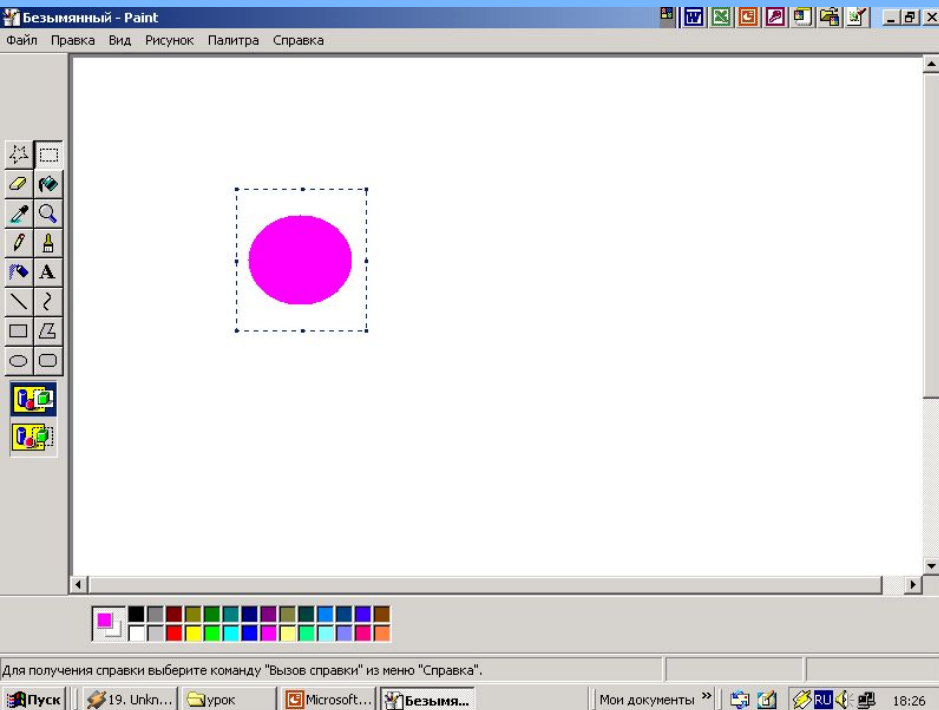 Безымянный - Paint
Файл Правка Вид Рисунок Палитра Справка
A
Для получения справки выберите команду "Вызов справки" из меню "Справка".
Пуск 19. Unkn... урок Microsoft... Безымя... Мои документы » RU 18:26